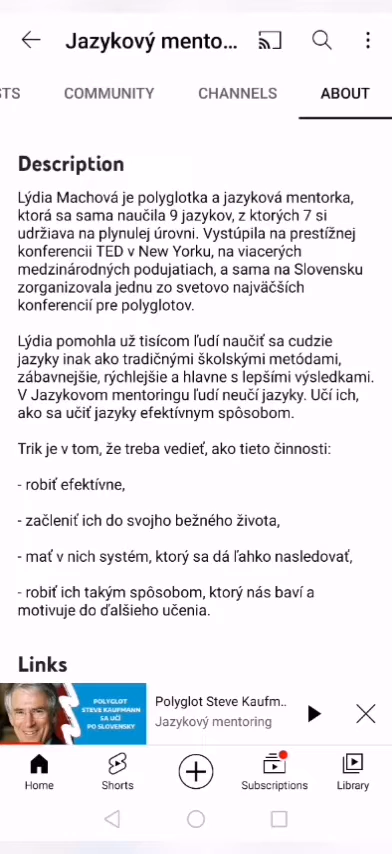 Jazykový mento...
STS
COMMUNITY
CHANNELS
ABOUT
Description
Lýdia Machová je polyglotka a jazyková mentorka,
ktorá sa sama naučila 9 jazykov, z ktorých 7 si
udržiava na plynulej úrovni. Vystúpila na prestížnej
konferencii TED v New Yorku, na viacerých
medzinárodných podujatiach, a sama na Slovensku
zorganizovala jednu zo svetovo najväčších
konferencií pre polyglotov.
Lýdia pomohla už tisícom ľudí naučiť sa cudzie
jazyky inak ako tradičnými školskými metódami,
zábavnejšie, rýchlejšie a hlavne s lepšími výsledkami.
V Jazykovom mentoringu ľudí neučí jazyky. Učí ich,
ako sa učiť jazyky efektívnym spôsobom.
Trik je v tom, že treba vedieť, ako tieto činnosti:
- robiť efektívne,
- začleniť ich do svojho bežného života,
- mať v nich systém, ktorý sa dá ľahko nasledovať,
- robiť ich takým spôsobom, ktorý nás baví a
motivuje do ďalšieho učenia.
Links
POLYGLOT
STEVE KAUFMANN
SA UČÍ
PO SLOVENSKY
Polyglot Steve Kaufm..
Jazykový mentoring
Home
Shorts
Subscriptions
Library